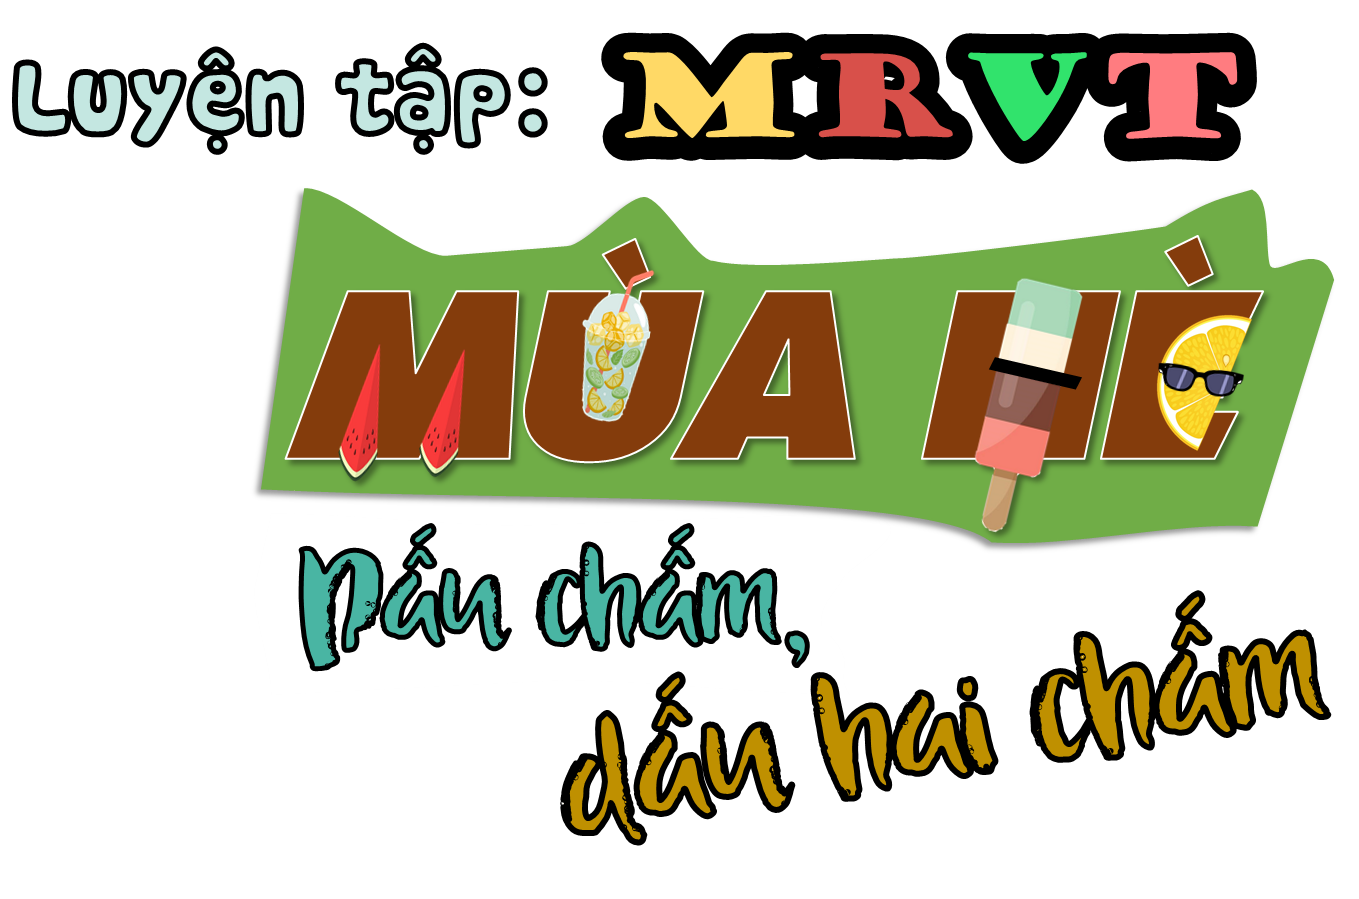 Luyện tập: MRVT
MÙA HÈ
Dấu chấm,
dấu hai chấm